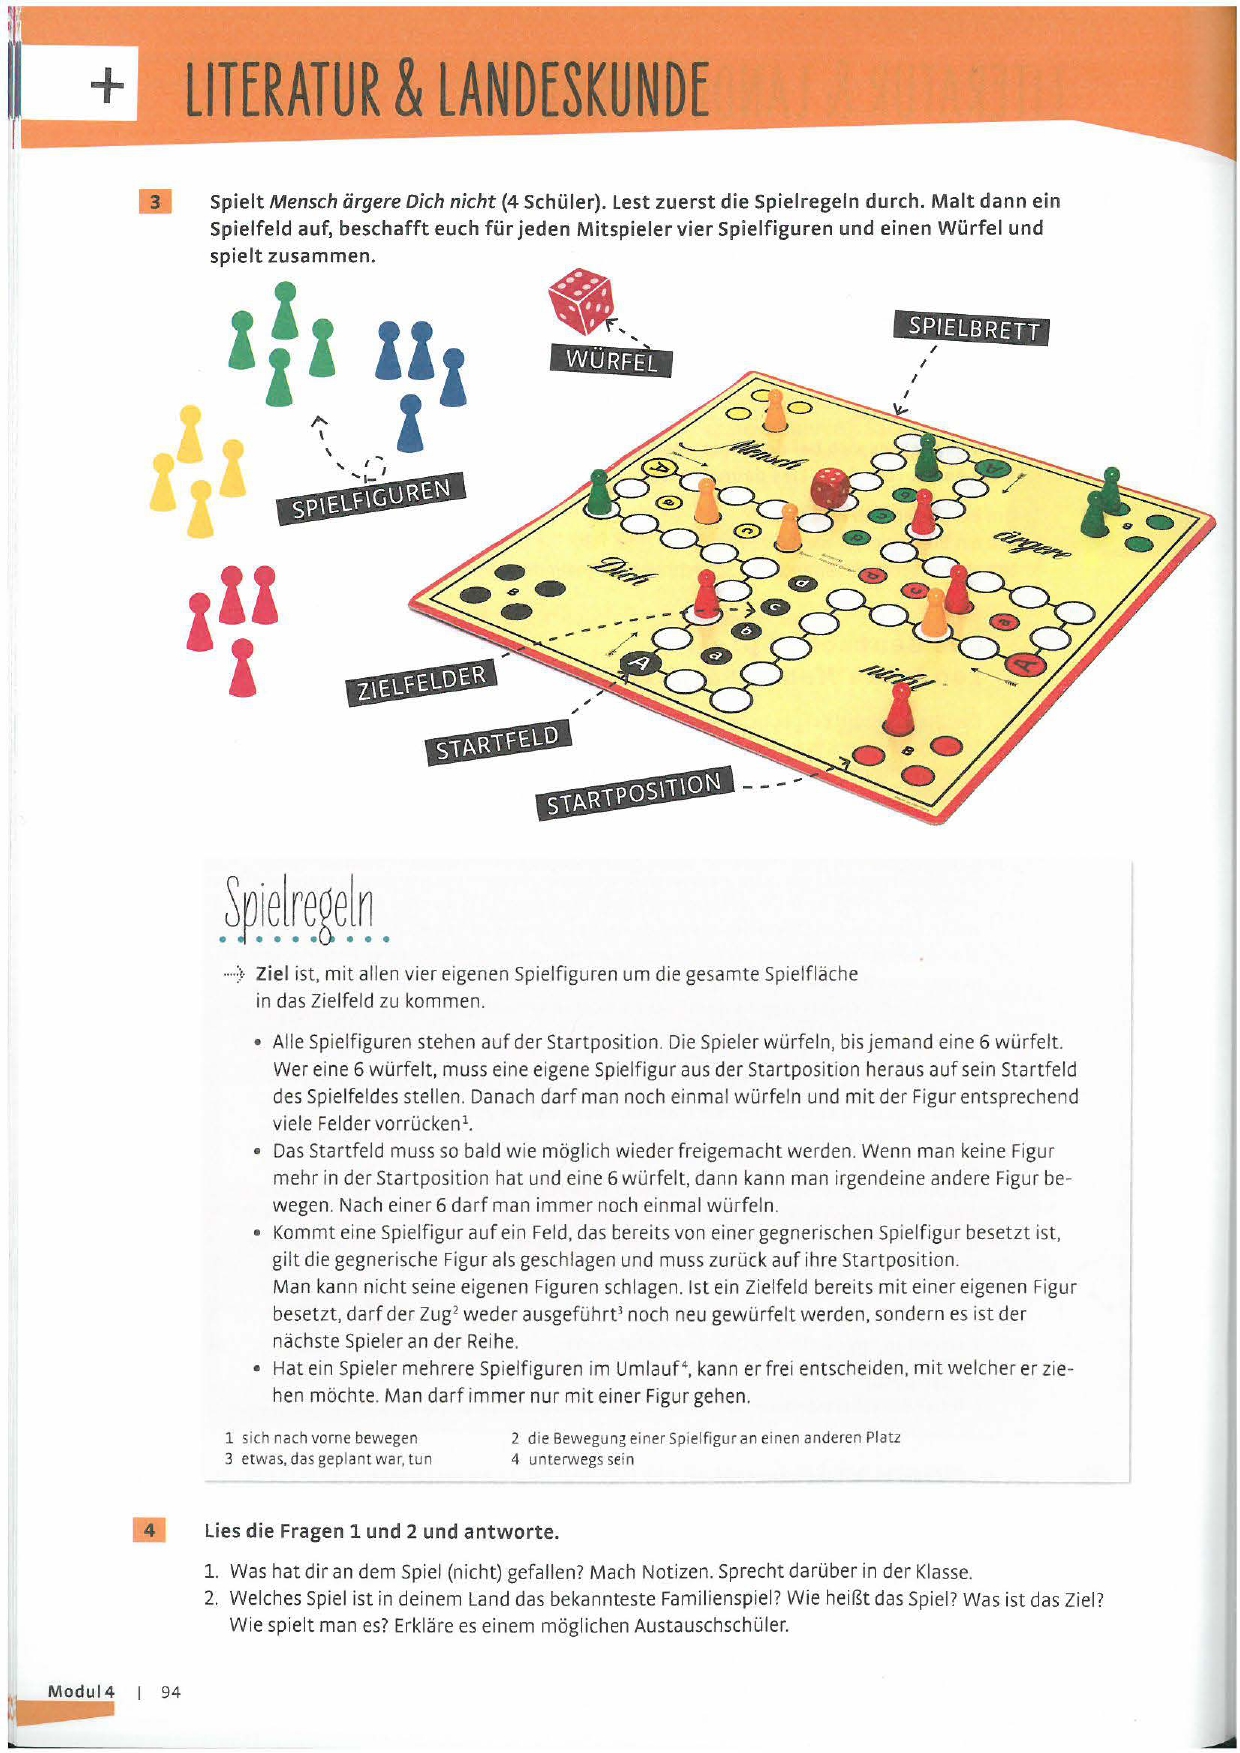 + LITERATUR & LANDESKUNDE
3 Spielt Mensch ärgere Dich nicht (4 Schüler). Lest zuerst die Spielregeln durch. Malt dann ein
Spielfeld auf, beschafft euch für jeden Mitspieler vier Spielfiguren und einen Würfel und
spielt zusammen.
WÜRFEL
SPIELBRETT
SPIELFIGUREN
Mensch
ärgere
Dich
nicht
A
A
A
A
a
b
c
d
B
B
B
ZIELFELDER
STARTFELD
STARTPOSITION
Spielregeln
Ziel ist, mit allen vier eigenen Spielfiguren um die gesamte Spielfläche
in das Zielfeld zu kommen.
• Alle Spielfiguren stehen auf der Startposition. Die Spieler würfeln, bis jemand eine 6 würfelt.
Wer eine 6 würfelt, muss eine eigene Spielfigur aus der Startposition heraus auf sein Startfeld
des Spielfeldes stellen. Danach darf man noch einmal würfeln und mit der Figur entsprechend
viele Felder vorrücken¹.
• Das Startfeld muss so bald wie möglich wieder freigemacht werden. Wenn man keine Figur
mehr in der Startposition hat und eine 6 würfelt, dann kann man irgendeine andere Figur be-
wegen. Nach einer 6 darf man immer noch einmal würfeln.
• Kommt eine Spielfigur auf ein Feld, das bereits von einer gegnerischen Spielfigur besetzt ist,
gilt die gegnerische Figur als geschlagen und muss zurück auf ihre Startposition.
Man kann nicht seine eigenen Figuren schlagen. Ist ein Zielfeld bereits mit einer eigenen Figur
besetzt, darf der Zug² weder ausgeführt³ noch neu gewürfelt werden, sondern es ist der
nächste Spieler an der Reihe.
• Hat ein Spieler mehrere Spielfiguren im Umlauf⁴, kann er frei entscheiden, mit welcher er zie-
hen möchte. Man darf immer nur mit einer Figur gehen.
1 sich nach vorne bewegen 2 die Bewegung einer Spielfigur an einen anderen Platz
3 etwas, das geplant war, tun 4 unterwegs sein
4 Lies die Fragen 1 und 2 und antworte.
1. Was hat dir an dem Spiel (nicht) gefallen? Mach Notizen. Sprecht darüber in der Klasse.
2. Welches Spiel ist in deinem Land das bekannteste Familienspiel? Wie heißt das Spiel? Was ist das Ziel?
Wie spielt man es? Erkläre es einem möglichen Austauschschüler.
Modul 4 | 94